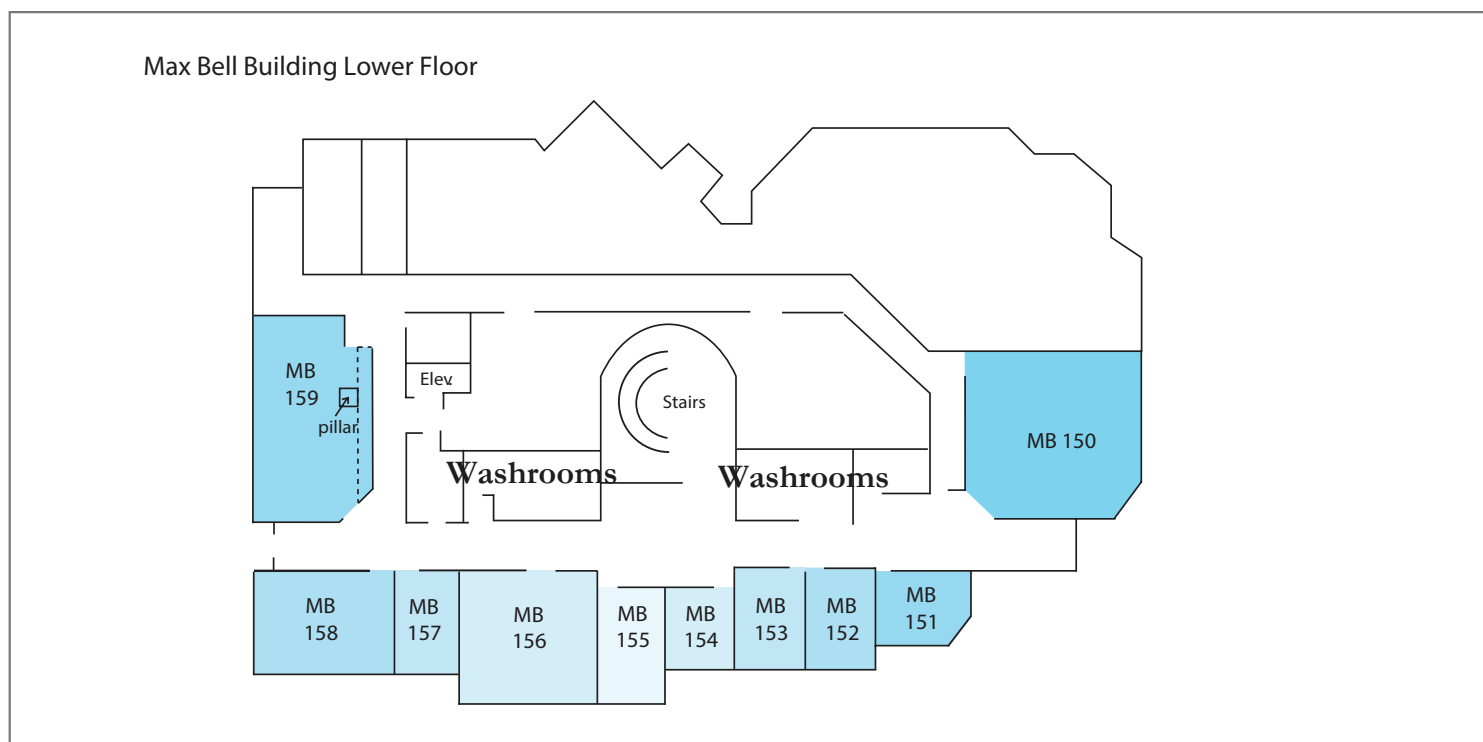 Max Bell Building Lower Floor
MB
159
pillar
Elev.
Stairs
Washrooms
Washrooms
MB 150
MB
158
MB
157
MB
156
MB
155
MB
154
MB
153
MB
152
MB
151